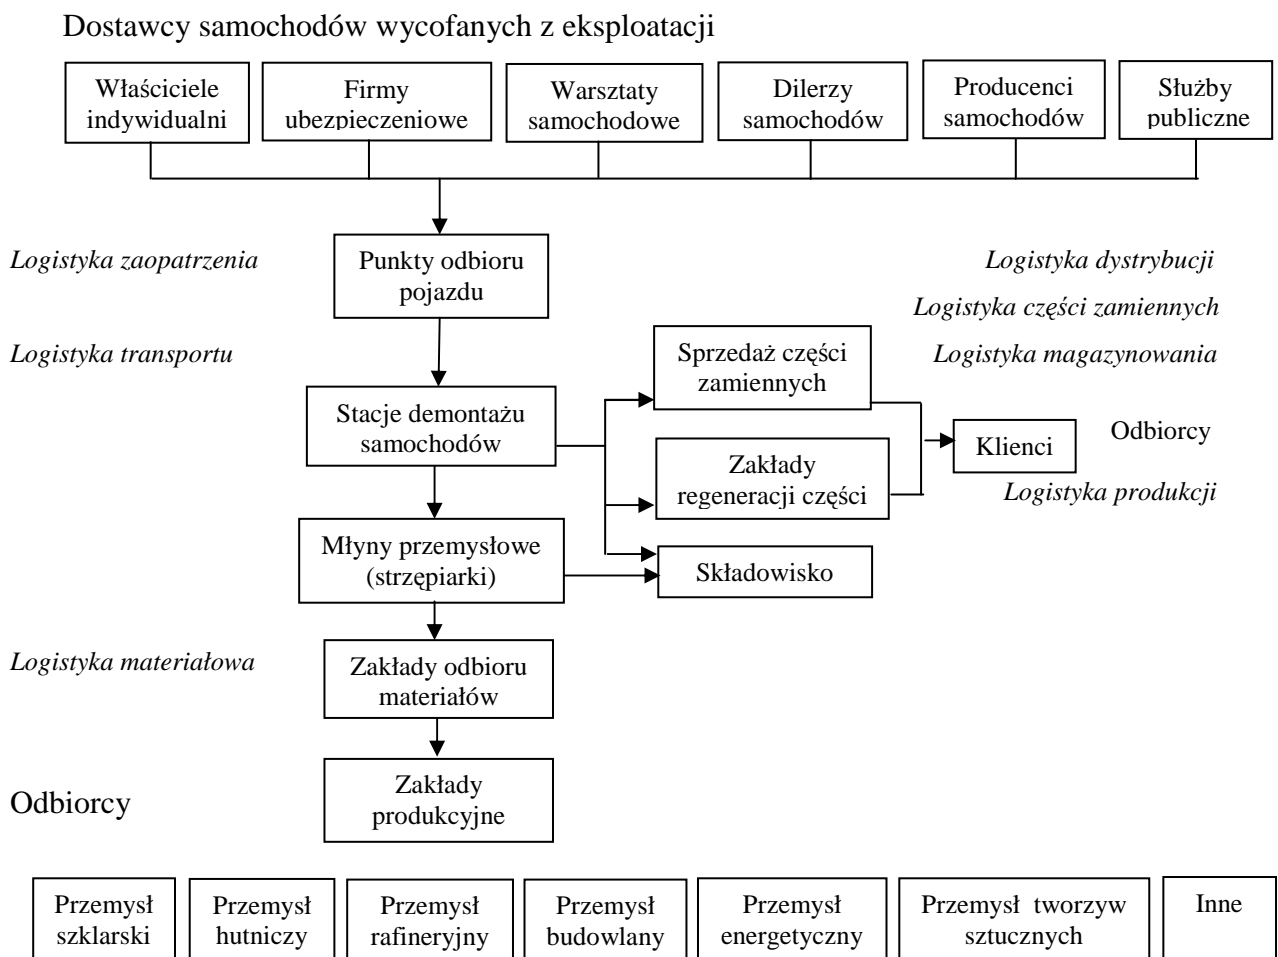 Dostawcy samochodów wycofanych z eksploatacji
Właściciele
indywidualni
Firmy
ubezpieczeniowe
Warsztaty
samochodowe
Dilerzy
samochodów
Producenci
samochodów
Służby
publiczne
Logistyka zaopatrzenia
Punkty odbioru
pojazdu
Logistyka dystrybucji
Logistyka części zamiennych
Logistyka transportu
Sprzedaż części
zamiennych
Logistyka magazynowania
Stacje demontażu
samochodów
Klienci
Odbiorcy
Zakłady
regeneracji części
Logistyka produkcji
Młyny przemysłowe
(strzępiarki)
Składowisko
Logistyka materiałowa
Zakłady odbioru
materiałów
Zakłady
produkcyjne
Odbiorcy
Przemysł
szklarski
Przemysł
hutniczy
Przemysł
rafineryjny
Przemysł
budowlany
Przemysł
energetyczny
Przemysł tworzyw
sztucznych
Inne